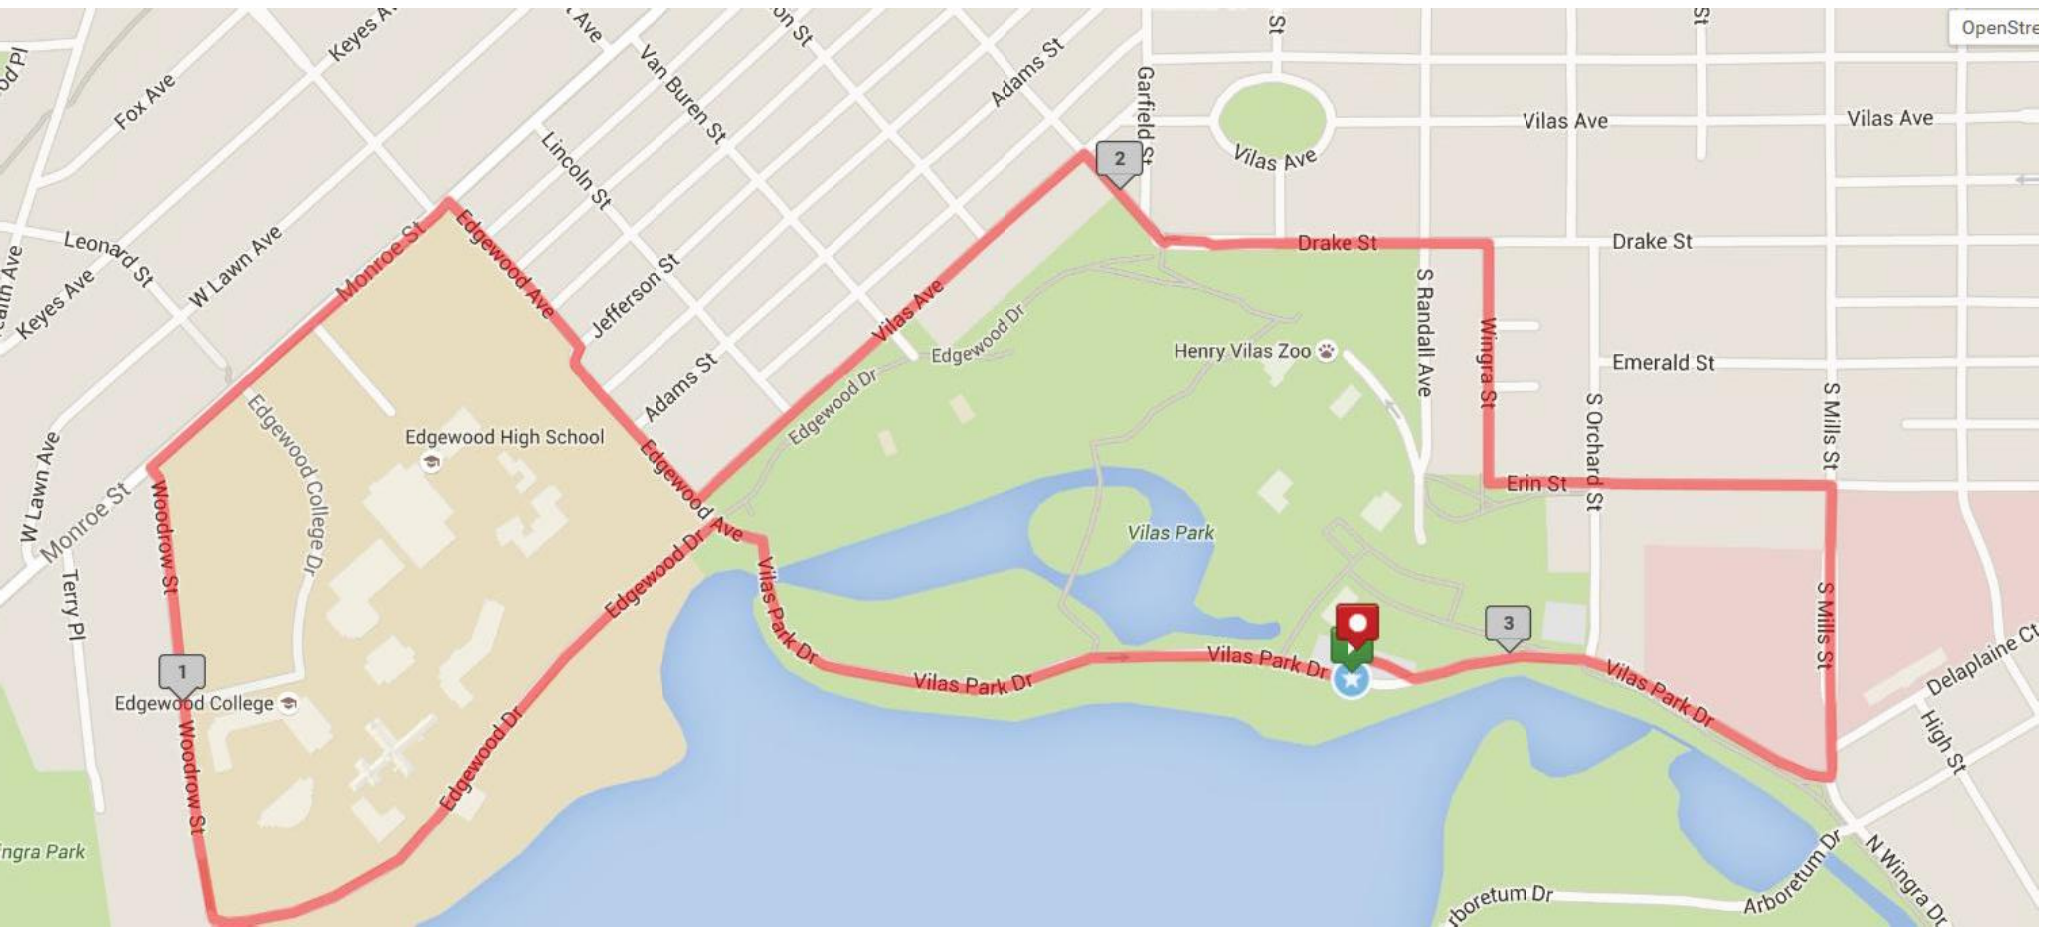 Keyes A
t Ave
on St
St
St
OpenStre
ood Pl
Fox Ave
Van Buren St
Adams St
Garfield St
Vilas Ave
Vilas Ave
Vilas Ave
Lincoln St
2
Leonard St
W Lawn Ave
Monroe St
Edgewood Ave
Jefferson St
Drake St
Drake St
Keyes Ave
Vilas Ave
Edgewood Dr
S Randall Ave
Wingra St
Henry Vilas Zoo
Emerald St
Adams St
Edgewood Dr
S Orchard St
S Mills St
Edgewood College Dr
Edgewood High School
W Lawn Ave
Monroe St
Woodrow St
Edgewood Ave
Erin St
Vilas Park
Terry Pl
Edgewood Dr
Vilas Park Dr
S Mills St
3
1
Vilas Park Dr
Vilas Park Dr
Vilas Park Dr
Delaplaine Ct
Edgewood College
Woodrow St
Edgewood Dr
High St
ingra Park
Arboretum Dr
rboretum Dr
N Wingra Dr